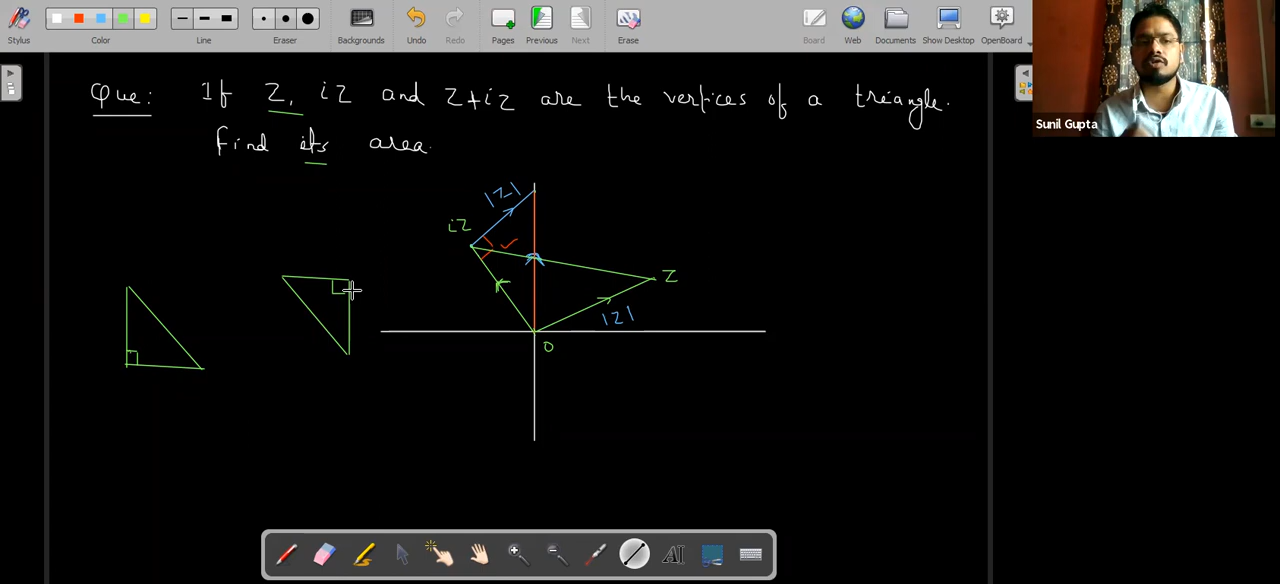 Stylus Color Line Eraser Backgrounds Undo Redo Pages Previous Next Erase Board Web Documents Show Desktop OpenBoard
Sunil Gupta
Que: If Z, iZ and Z+iZ are the vertices of a triangle.
Find its area.
|Z|
iZ
Z
|Z|
O
AI